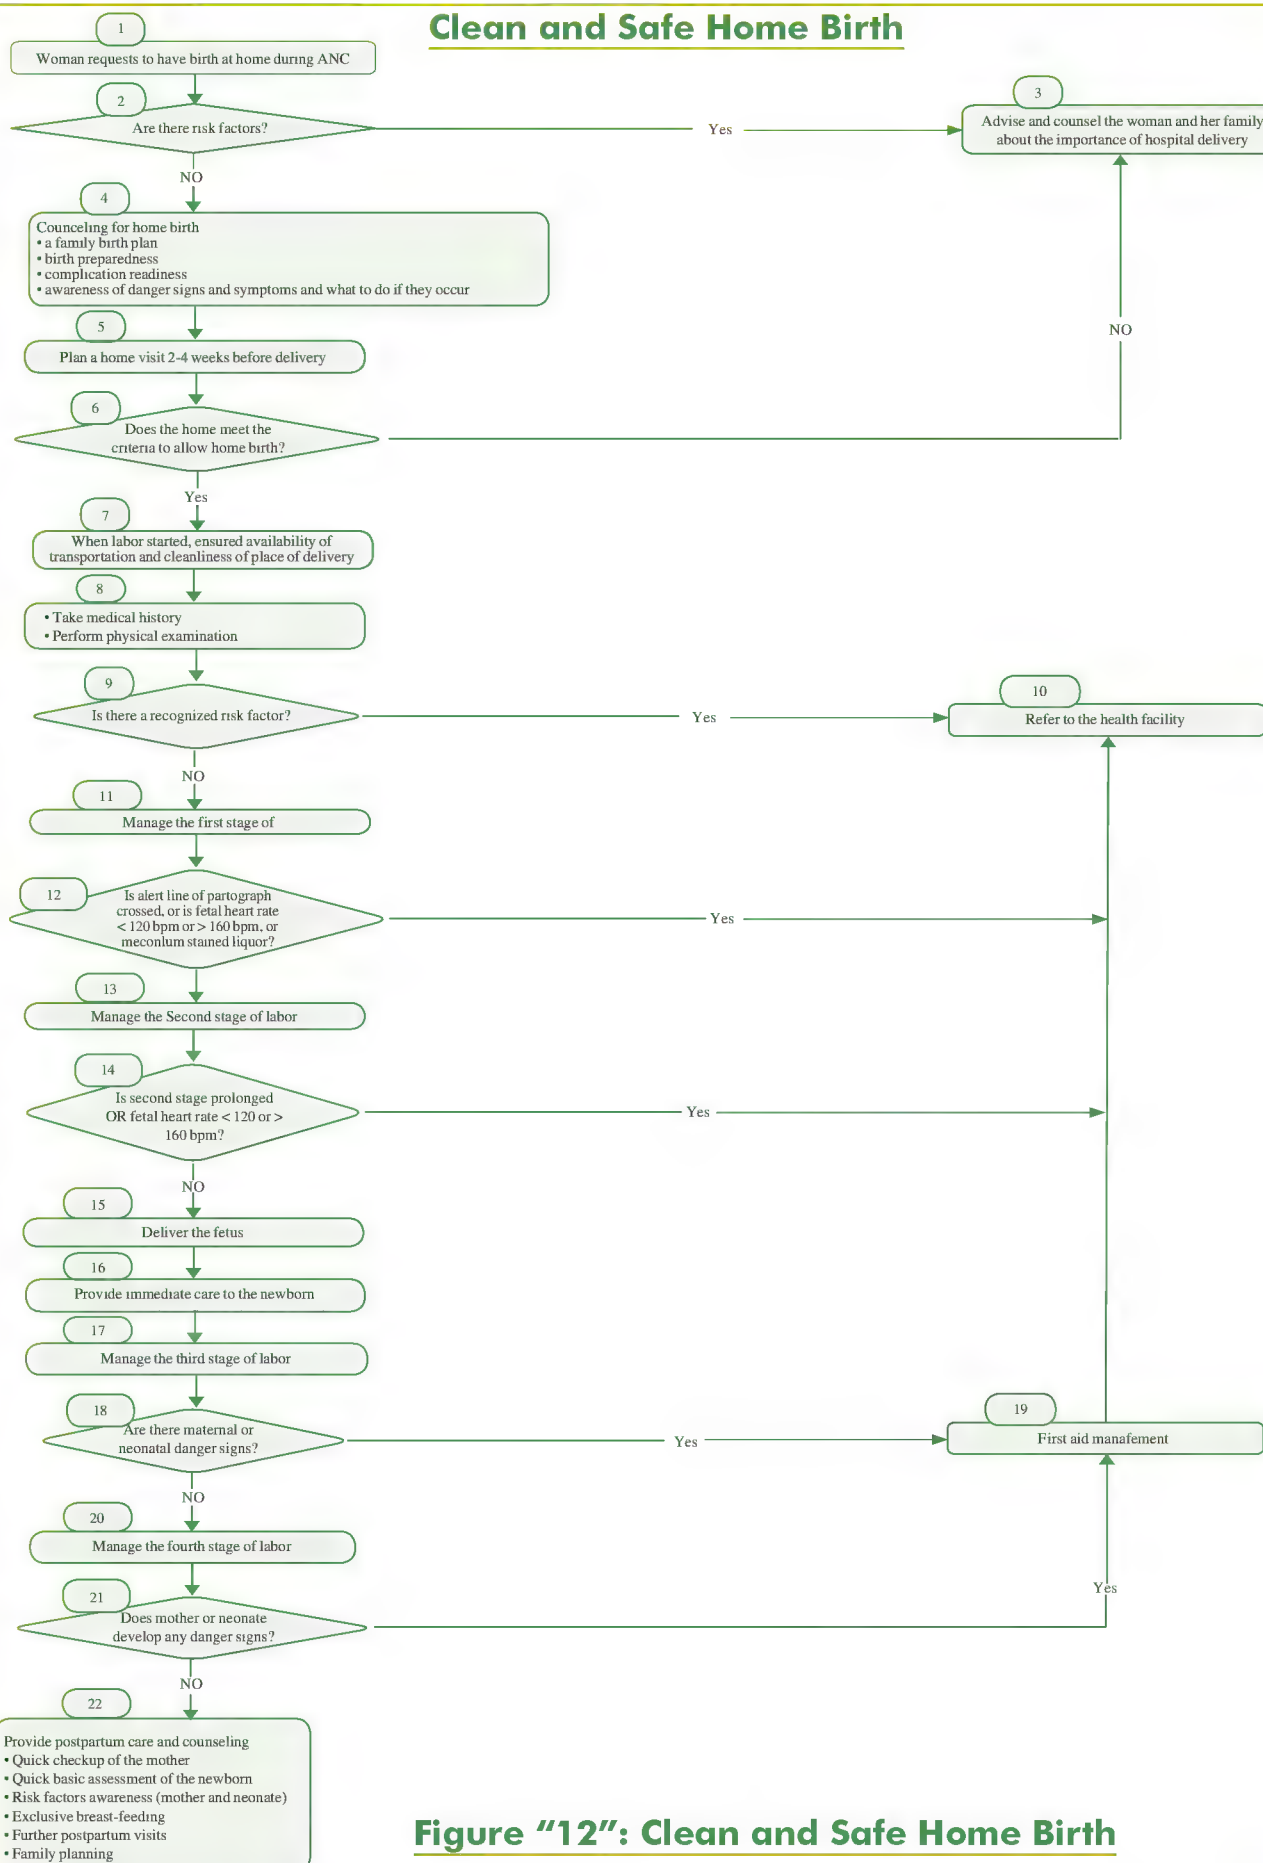 Clean and Safe Home Birth
1
Woman requests to have birth at home during ANC
2
Are there risk factors?
Yes
3
Advise and counsel the woman and her family
about the importance of hospital delivery
NO
4
Counceling for home birth
• a family birth plan
• birth preparedness
• complication readiness
• awareness of danger signs and symptoms and what to do if they occur
5
Plan a home visit 2-4 weeks before delivery
NO
6
Does the home meet the
criteria to allow home birth?
Yes
7
When labor started, ensured availability of
transportation and cleanliness of place of delivery
8
• Take medical history
• Perform physical examination
9
Is there a recognized risk factor?
Yes
10
Refer to the health facility
NO
11
Manage the first stage of
12
Is alert line of partograph
crossed, or is fetal heart rate
< 120 bpm or > 160 bpm, or
meconlum stained liquor?
Yes
13
Manage the Second stage of labor
14
Is second stage prolonged
OR fetal heart rate < 120 or >
160 bpm?
Yes
NO
15
Deliver the fetus
16
Provide immediate care to the newborn
17
Manage the third stage of labor
18
Are there maternal or
neonatal danger signs?
Yes
19
First aid manafement
NO
20
Manage the fourth stage of labor
21
Does mother or neonate
develop any danger signs?
Yes
NO
22
Provide postpartum care and counseling
• Quick checkup of the mother
• Quick basic assessment of the newborn
• Risk factors awareness (mother and neonate)
• Exclusive breast-feeding
• Further postpartum visits
• Family planning
Figure “12”: Clean and Safe Home Birth